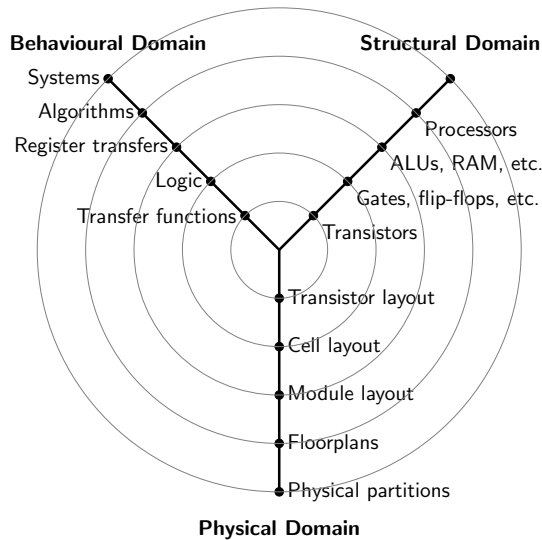 Behavioural Domain
Structural Domain
Systems
Algorithms
Register transfers
Logic
Transfer functions
Processors
ALUs, RAM, etc.
Gates, flip-flops, etc.
Transistors
Transistor layout
Cell layout
Module layout
Floorplans
Physical partitions
Physical Domain